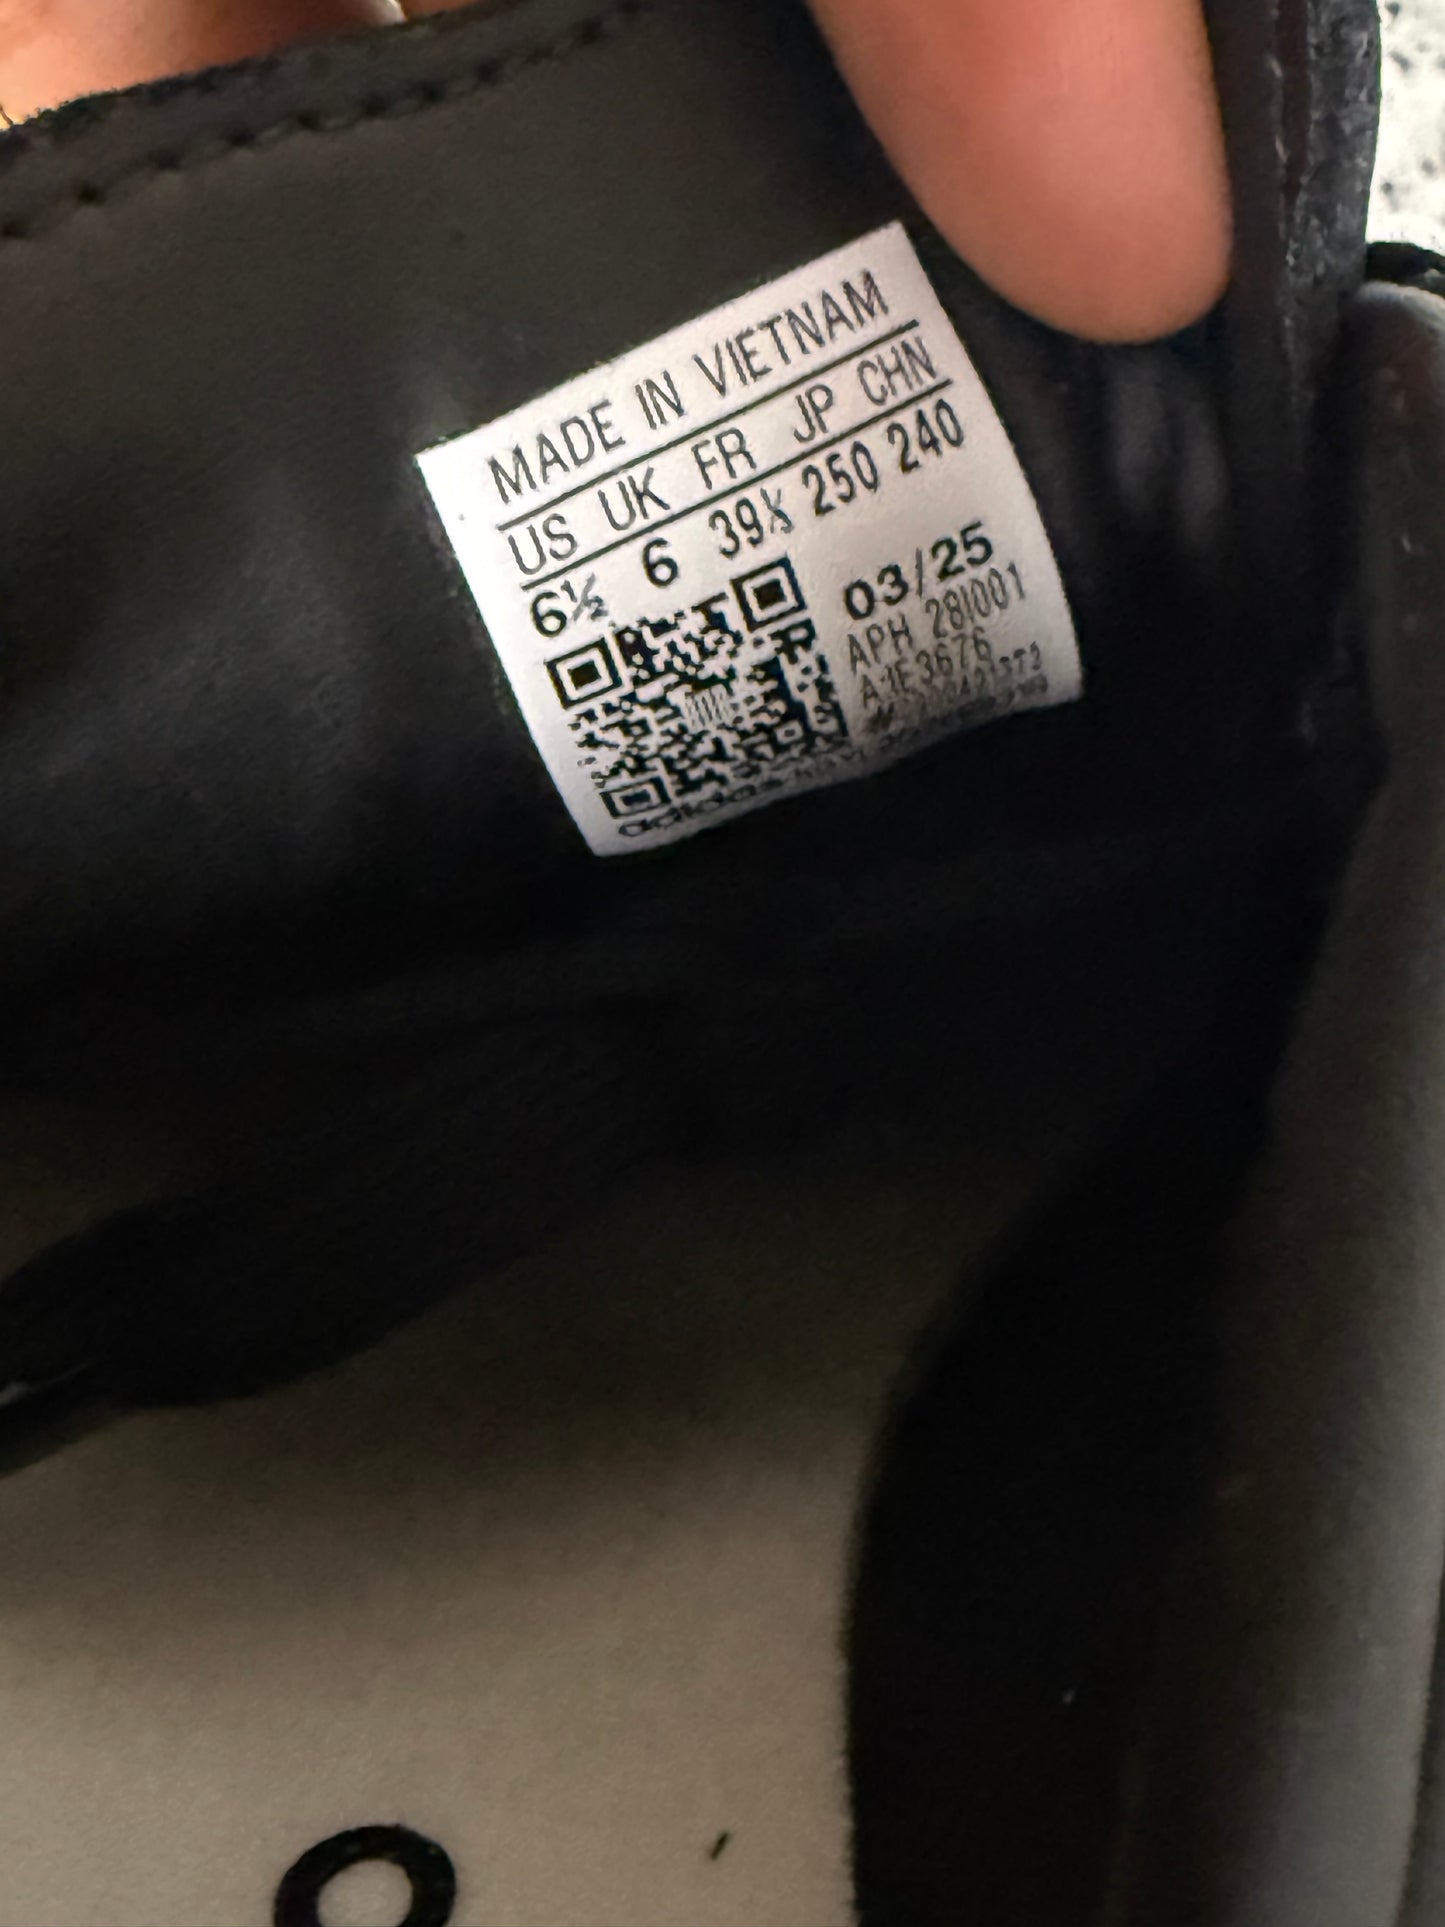 MADE IN VIETNAM
US UK FR JP CHN
6½ 6 39⅓ 250 240
03/25
APH 28I001
adidas